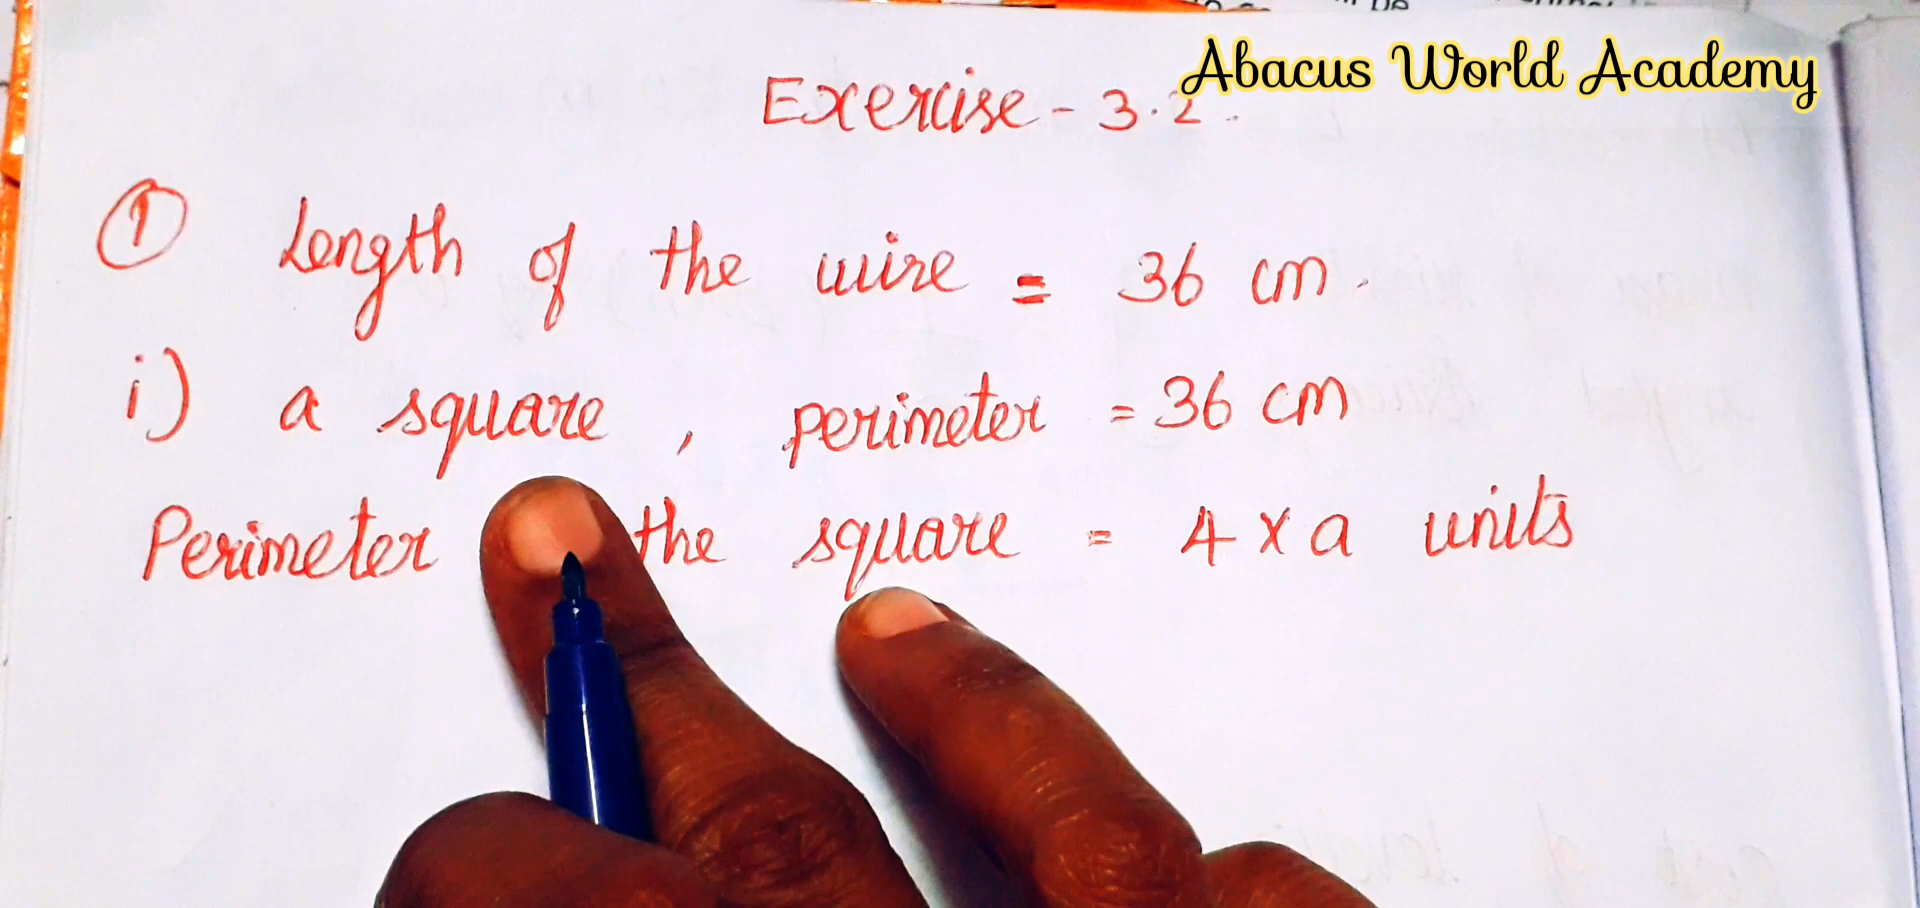 Abacus World Academy
Exercise - 3.2.
① Length of the wire = 36 cm.
i) a square, perimeter = 36 cm
Perimeter the square = 4 x a units